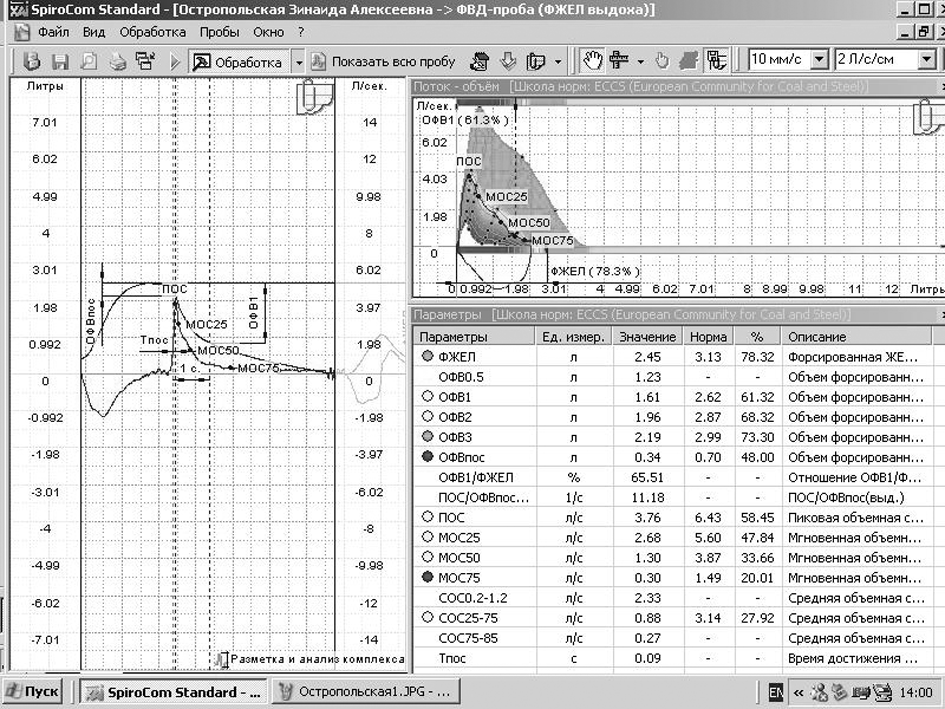 SpiroCom Standard - [Остропольская Зинаида Алексеевна -> ФВД-проба (ФЖЕЛ выдоха)]
Файл Вид Обработка Пробы Окно ?
Обработка Показать всю пробу 10 мм/с 2 Л/с/см
Литры Л/сек.
7.01 14
6.02 12
4.99 9.98
4 8
3.01 6.02
1.98 3.97
0.992 1.98
0 0
-0.992 -1.98
-1.98 -3.97
-3.01 -6.02
-4 -8
-4.99 -9.98
-6.02 -12
-7.01 -14
ОФВпос
ПОС
ОФВ1
МОС25
Тпос
МОС50
МОС75
1 с.
Разметка и анализ комплекса
Поток - объём [Школа норм: ECCS (European Community for Coal and Steel)]
Л/сек.
ОФВ1 ( 61.3% )
6.02
ПОС
4.03
МОС25
1.98
МОС50
МОС75
0
ФЖЕЛ ( 78.3% )
0 0.992 1.98 3.01 4 4.99 6.02 7.01 8 8.99 9.98 11 12 Литры
Параметры [Школа норм: ECCS (European Community for Coal and Steel)]
Параметры Ед. измер. Значение Норма % Описание
ФЖЕЛ л 2.45 3.13 78.32 Форсированная ЖЕ...
ОФВ0.5 л 1.23 - - Объем форсированн...
ОФВ1 л 1.61 2.62 61.32 Объем форсированн...
ОФВ2 л 1.96 2.87 68.32 Объем форсированн...
ОФВ3 л 2.19 2.99 73.30 Объем форсированн...
ОФВпос л 0.34 0.70 48.00 Объем форсированн...
ОФВ1/ФЖЕЛ % 65.51 - - Отношение ОФВ1/Ф...
ПОС/ОФВпос... 1/с 11.18 - - ПОС/ОФВпос(выд.)
ПОС л/с 3.76 6.43 58.45 Пиковая объемная с...
МОС25 л/с 2.68 5.60 47.84 Мгновенная объемн...
МОС50 л/с 1.30 3.87 33.66 Мгновенная объемн...
МОС75 л/с 0.30 1.49 20.01 Мгновенная объемн...
СОС0.2-1.2 л/с 2.33 - - Средняя объемная с...
СОС25-75 л/с 0.88 3.14 27.92 Средняя объемная с...
СОС75-85 л/с 0.27 - - Средняя объемная с...
Тпос с 0.09 - - Время достижения ...
Пуск SpiroCom Standard - ... Остропольская1.JPG - ... EN « 14:00